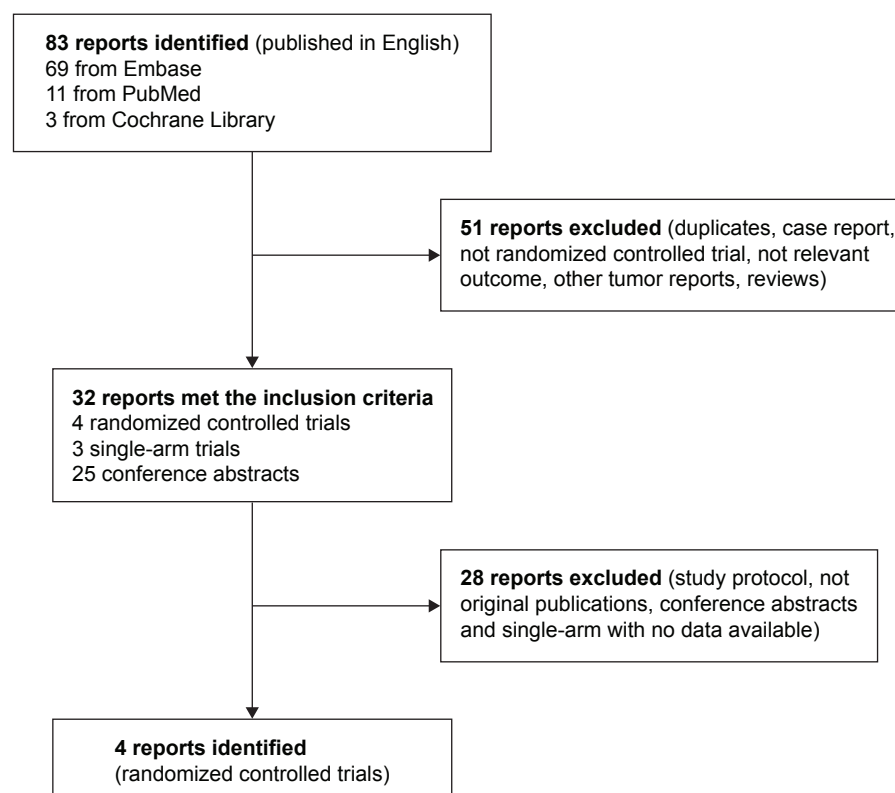 83 reports identified (published in English)
69 from Embase
11 from PubMed
3 from Cochrane Library
51 reports excluded (duplicates, case report,
not randomized controlled trial, not relevant
outcome, other tumor reports, reviews)
32 reports met the inclusion criteria
4 randomized controlled trials
3 single-arm trials
25 conference abstracts
28 reports excluded (study protocol, not
original publications, conference abstracts
and single-arm with no data available)
4 reports identified
(randomized controlled trials)